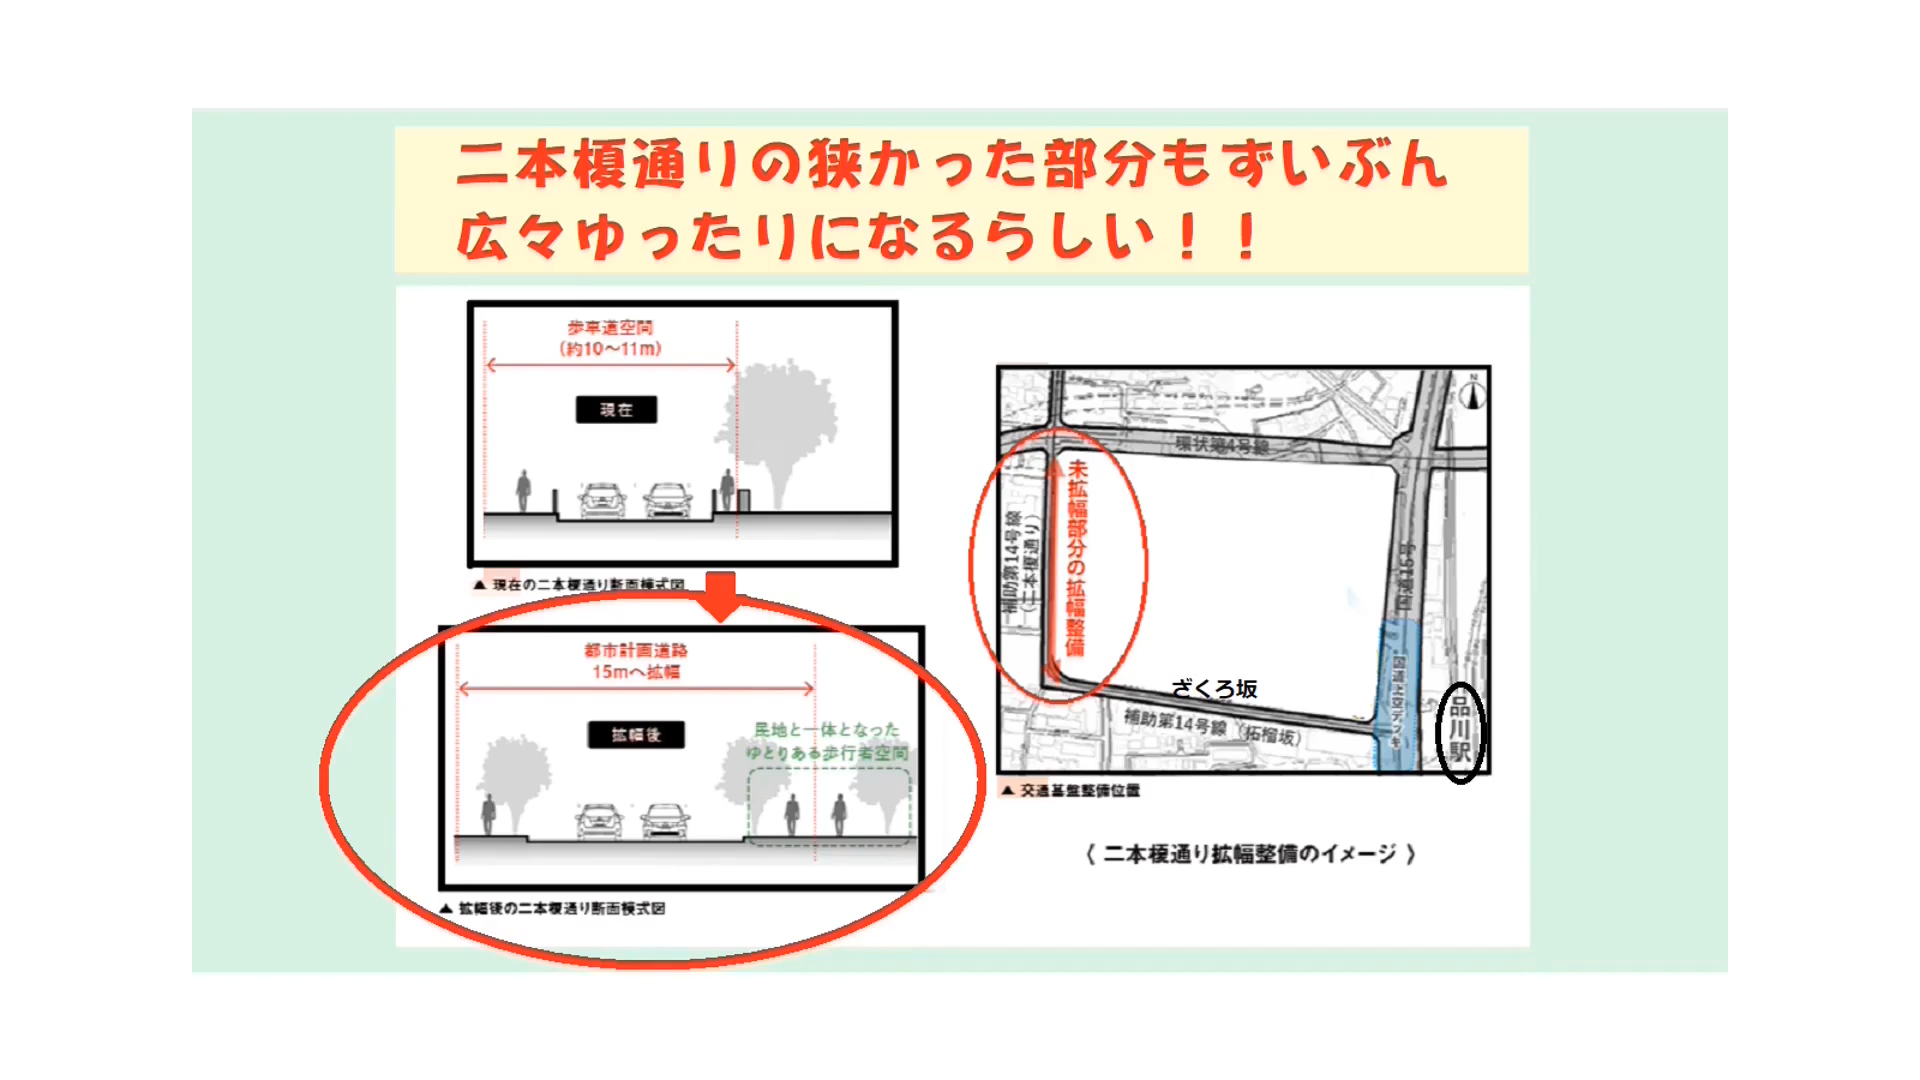 二本榎通りの狭かった部分もずいぶん
広々ゆったりになるらしい！！
歩車道空間
（約10～11m）
現在
▲ 現在の二本榎通り断面模式図
都市計画道路
15mへ拡幅
拡幅後
民地と一体となった
ゆとりある歩行者空間
▲ 拡幅後の二本榎通り断面模式図
N
環状第4号線
未拡幅部分の拡幅整備
補助第14号線
（二本榎通り）
国道15号
国道上空デッキ
ざくろ坂
補助第14号線（柘榴坂）
品川駅
▲ 交通基盤整備位置
〈 二本榎通り拡幅整備のイメージ 〉